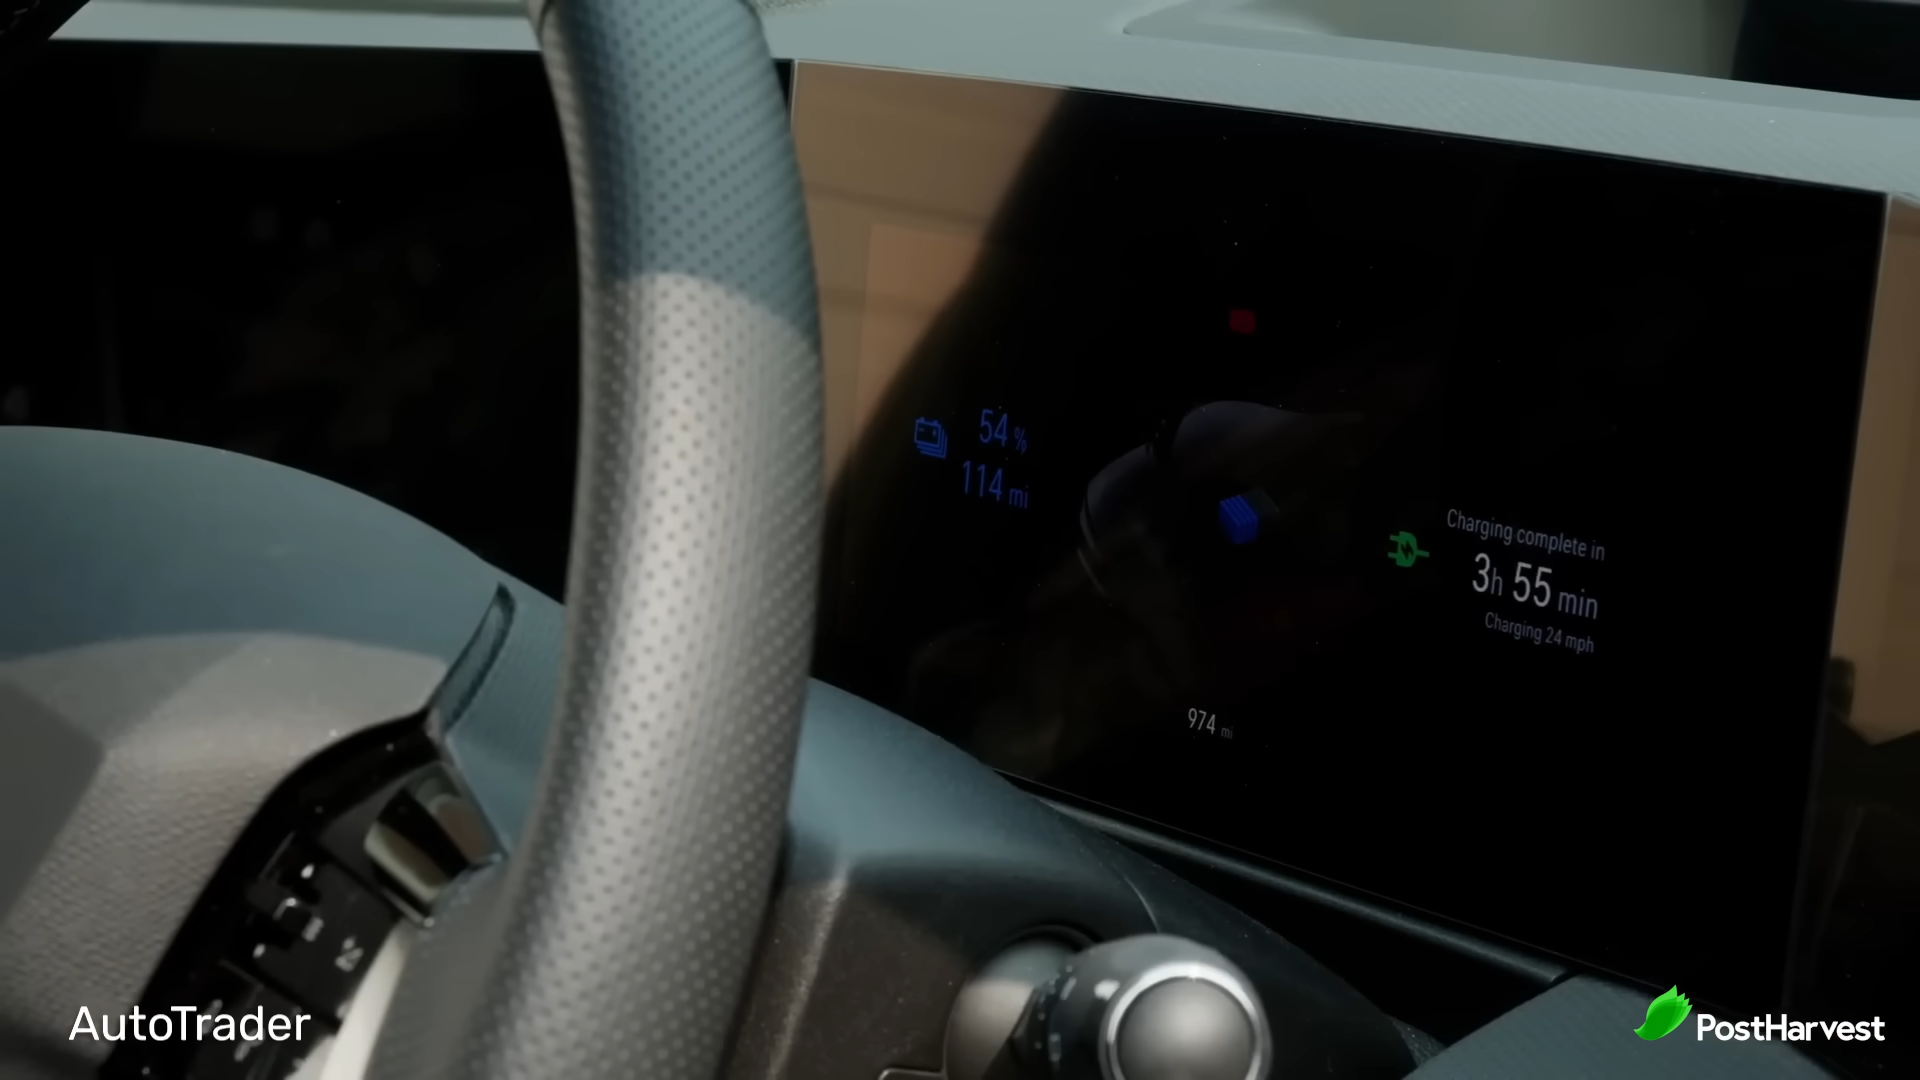 54 %
114 mi
Charging complete in
3h 55 min
Charging 24 mph
974 mi
AutoTrader
PostHarvest